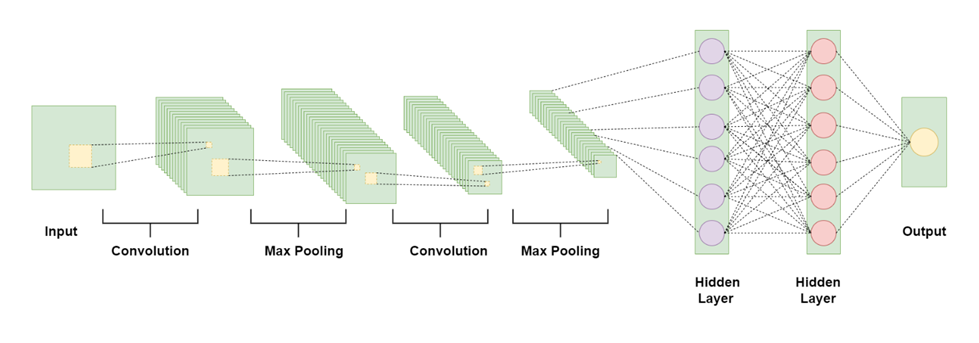 Input
Convolution
Max Pooling
Convolution
Max Pooling
Hidden
Layer
Hidden
Layer
Output